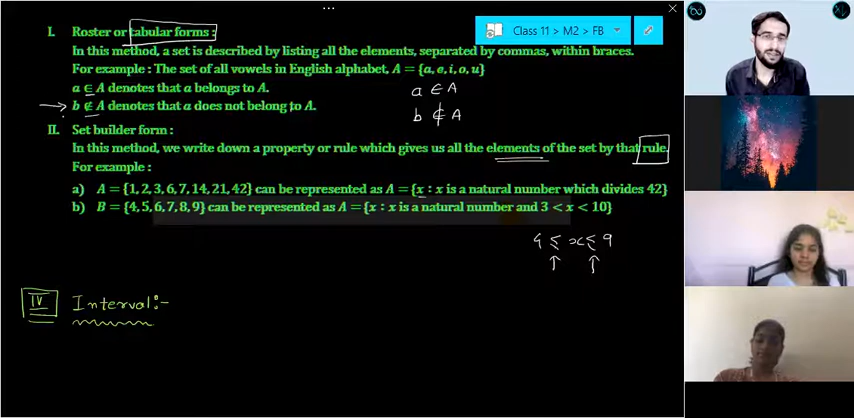 I. Roster or tabular forms :
Class 11 > M2 > FB
In this method, a set is described by listing all the elements, separated by commas, within braces.
For example : The set of all vowels in English alphabet, A = {a, e, i, o, u}
a ∈ A denotes that a belongs to A.
a ∈ A
b ∉ A denotes that a does not belong to A.
b ∉ A
II. Set builder form :
In this method, we write down a property or rule which gives us all the elements of the set by that rule.
For example :
a) A = {1, 2, 3, 6, 7, 14, 21, 42} can be represented as A = {x : x is a natural number which divides 42}
b) B = {4, 5, 6, 7, 8, 9} can be represented as A = {x : x is a natural number and 3 < x < 10}
4 ≤ x ≤ 9
IV Interval:-